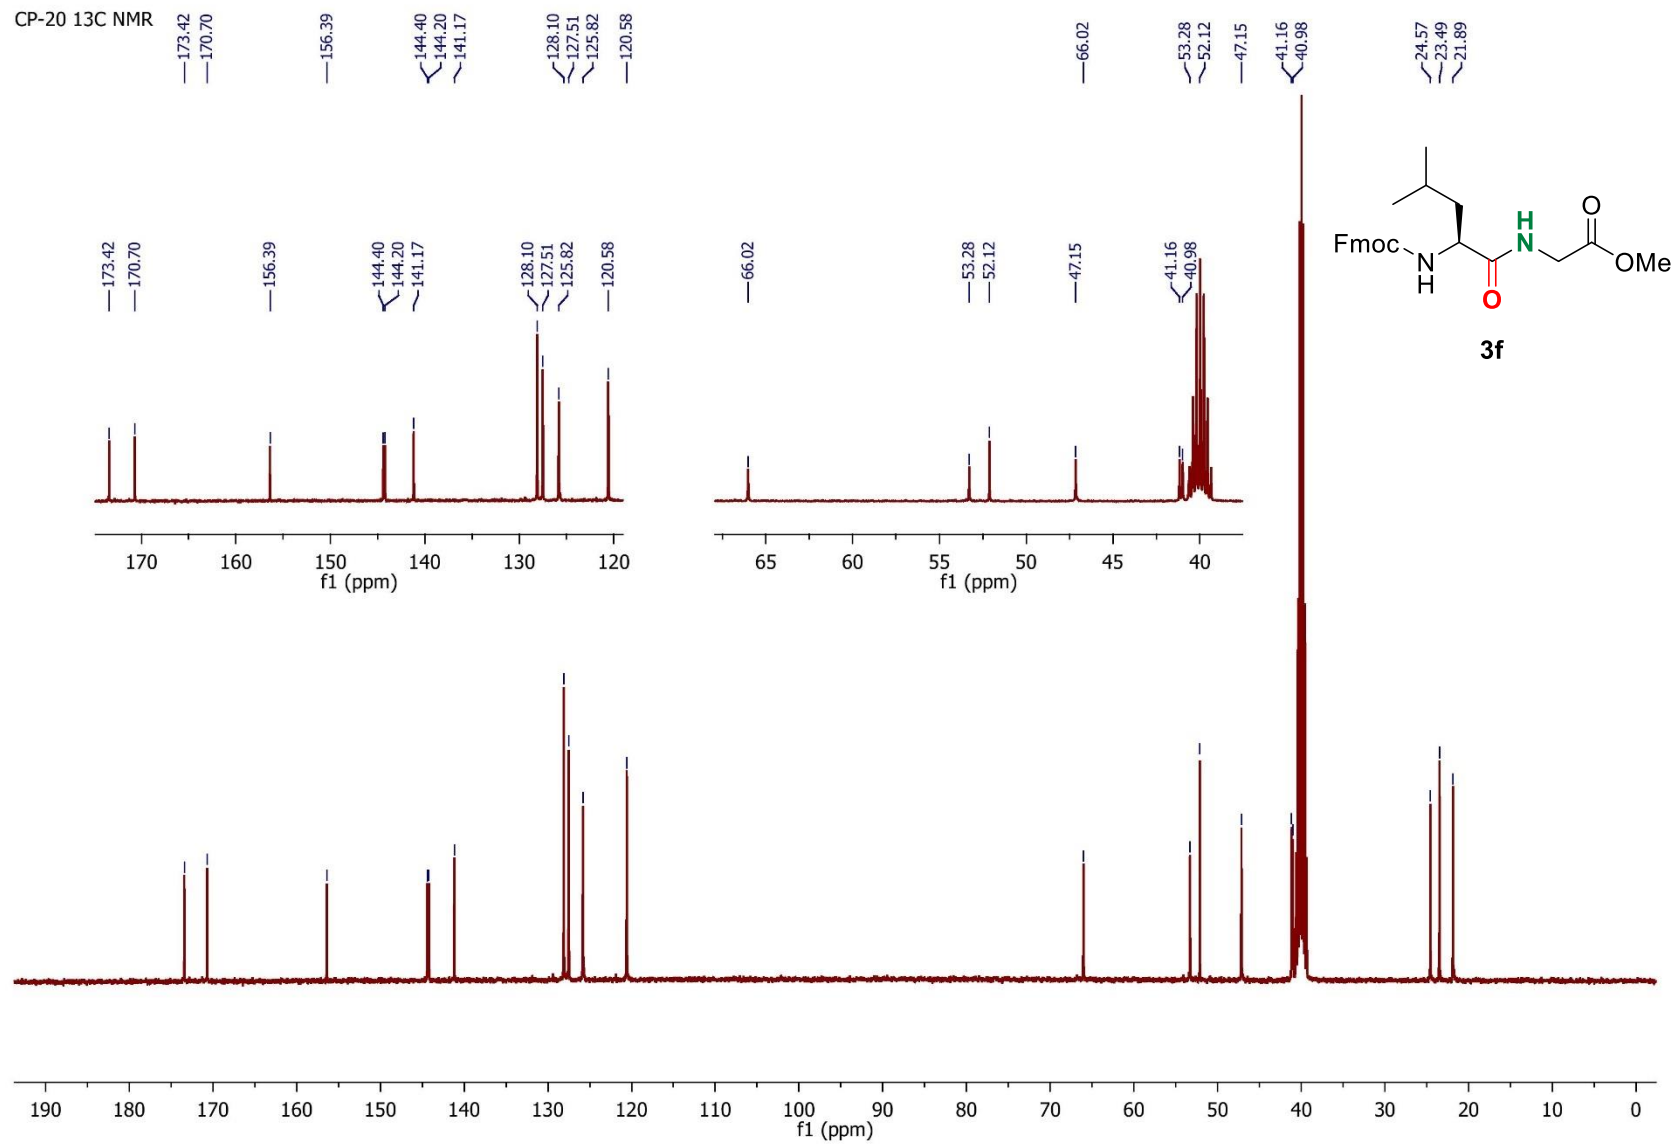 CP-20 13C NMR
173.42
170.70
156.39
144.40
144.20
141.17
128.10
127.51
125.82
120.58
66.02
53.28
52.12
47.15
41.16
40.98
24.57
23.49
21.89
173.42
170.70
156.39
144.40
144.20
141.17
128.10
127.51
125.82
120.58
66.02
53.28
52.12
47.15
41.16
40.98
170 160 150 140 130 120
f1 (ppm)
65 60 55 50 45 40
f1 (ppm)
O
H
N
Fmoc
N
H
O
OMe
3f
190 180 170 160 150 140 130 120 110 100 90 80 70 60 50 40 30 20 10 0
f1 (ppm)